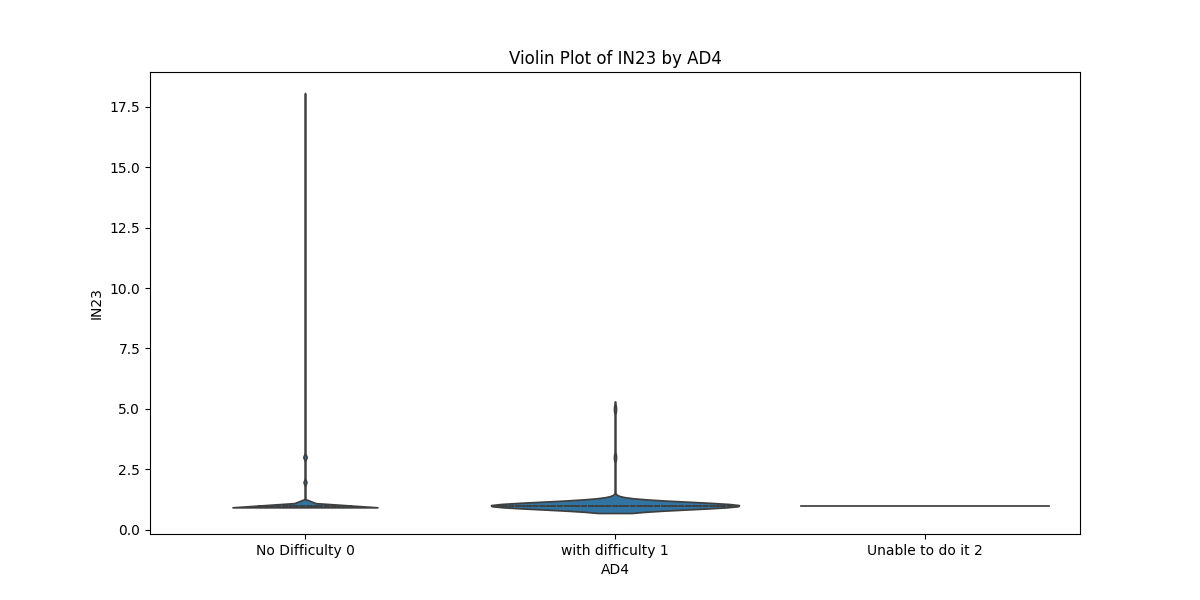 Violin Plot of IN23 by AD4
17.5
15.0
12.5
10.0
7.5
5.0
2.5
0.0
IN23
No Difficulty 0
with difficulty 1
Unable to do it 2
AD4